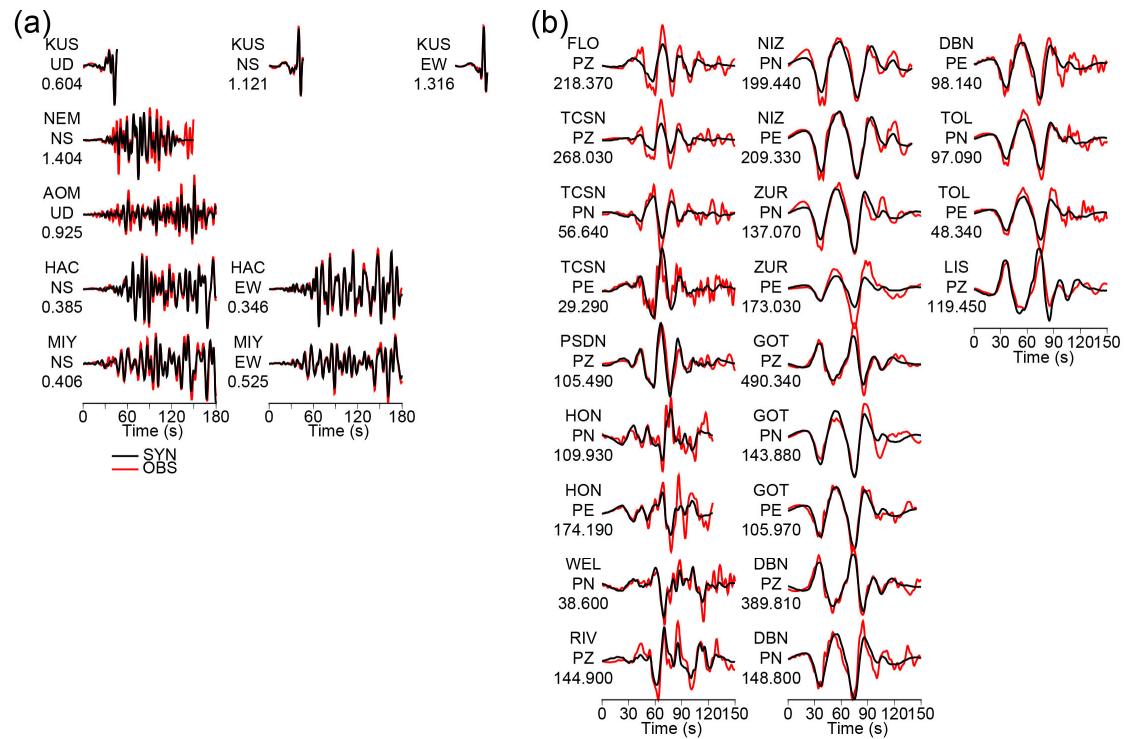 (a)
KUS
UD
0.604
KUS
NS
1.121
KUS
EW
1.316
NEM
NS
1.404
AOM
UD
0.925
HAC
NS
0.385
HAC
EW
0.346
MIY
NS
0.406
MIY
EW
0.525
0 60 120 180
Time (s)
0 60 120 180
Time (s)
SYN
OBS
(b)
FLO
PZ
218.370
TCSN
PZ
268.030
TCSN
PN
56.640
TCSN
PE
29.290
PSDN
PZ
105.490
HON
PN
109.930
HON
PE
174.190
WEL
PN
38.600
RIV
PZ
144.900
0 30 60 90 120150
Time (s)
NIZ
PN
199.440
NIZ
PE
209.330
ZUR
PN
137.070
ZUR
PE
173.030
GOT
PZ
490.340
GOT
PN
143.880
GOT
PE
105.970
DBN
PZ
389.810
DBN
PN
148.800
0 30 60 90 120150
Time (s)
DBN
PE
98.140
TOL
PN
97.090
TOL
PE
48.340
LIS
PZ
119.450
0 30 60 90 120150
Time (s)